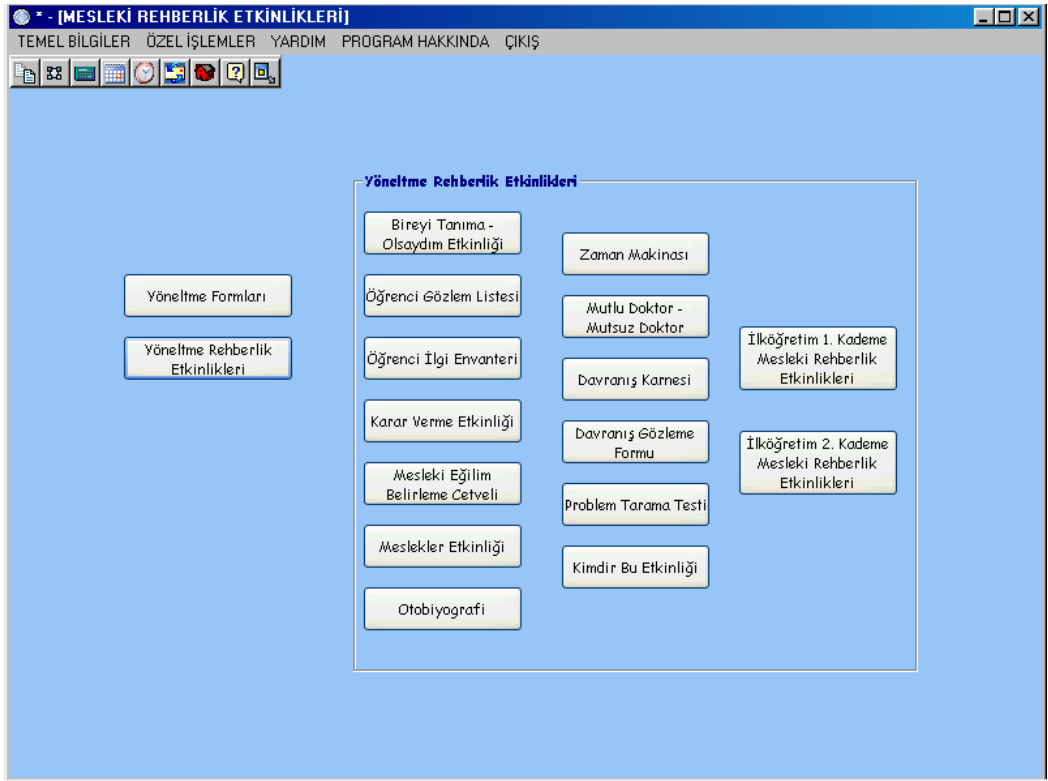 * - [MESLEKİ REHBERLİK ETKİNLİKLERİ]
TEMEL BİLGİLER ÖZEL İŞLEMLER YARDIM PROGRAM HAKKINDA ÇIKIŞ
Yöneltme Formları
Yöneltme Rehberlik
Etkinlikleri
Yöneltme Rehberlik Etkinlikleri
Bireyi Tanıma -
Olsaydım Etkinliği
Öğrenci Gözlem Listesi
Öğrenci İlgi Envanteri
Karar Verme Etkinliği
Mesleki Eğilim
Belirleme Cetveli
Meslekler Etkinliği
Otobiyografi
Zaman Makinası
Mutlu Doktor -
Mutsuz Doktor
Davranış Karnesi
Davranış Gözleme
Formu
Problem Tarama Testi
Kimdir Bu Etkinliği
İlköğretim 1. Kademe
Mesleki Rehberlik
Etkinlikleri
İlköğretim 2. Kademe
Mesleki Rehberlik
Etkinlikleri